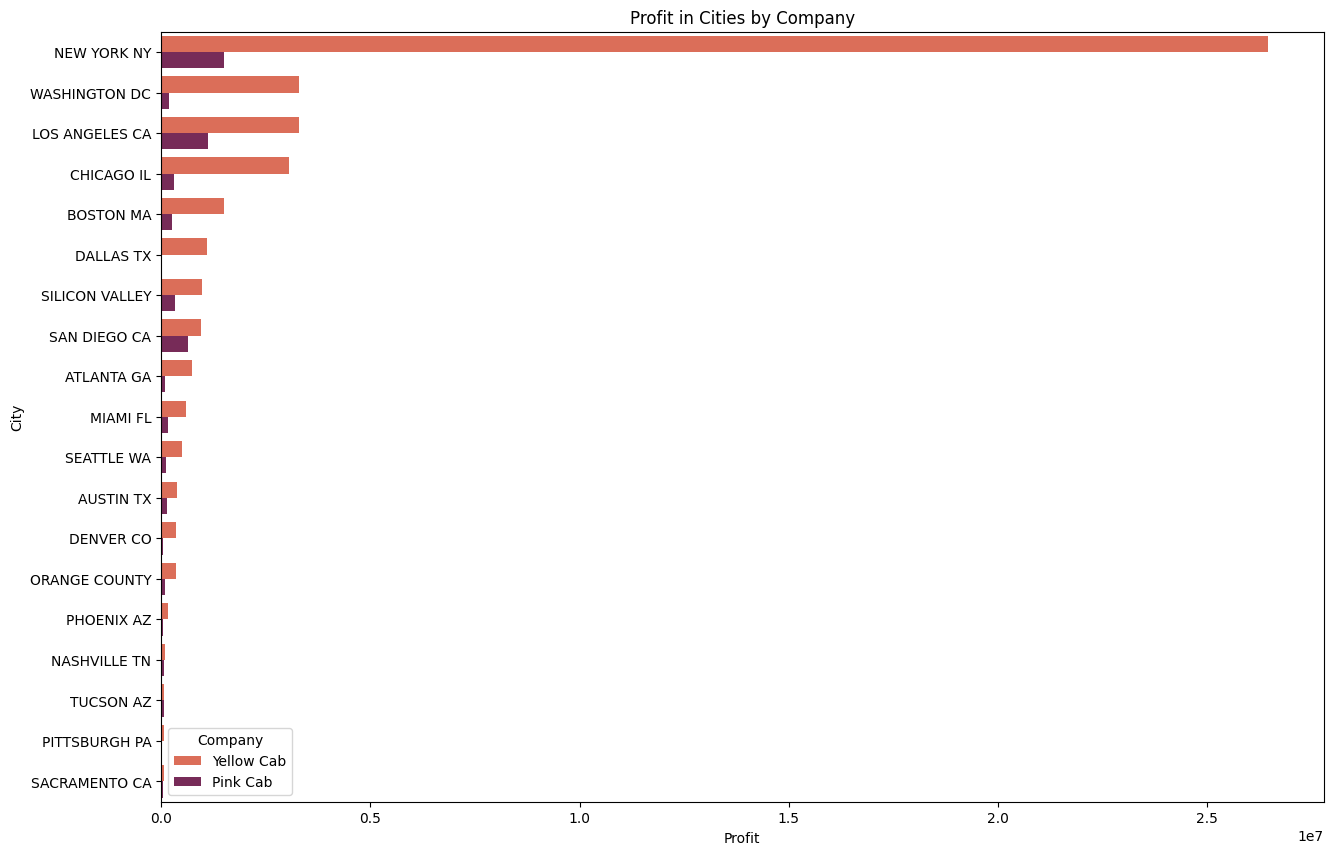 Profit in Cities by Company
NEW YORK NY
WASHINGTON DC
LOS ANGELES CA
CHICAGO IL
BOSTON MA
DALLAS TX
SILICON VALLEY
SAN DIEGO CA
ATLANTA GA
MIAMI FL
SEATTLE WA
AUSTIN TX
DENVER CO
ORANGE COUNTY
PHOENIX AZ
NASHVILLE TN
TUCSON AZ
PITTSBURGH PA
SACRAMENTO CA
City
Company
Yellow Cab
Pink Cab
0.0 0.5 1.0 1.5 2.0 2.5
1e7
Profit